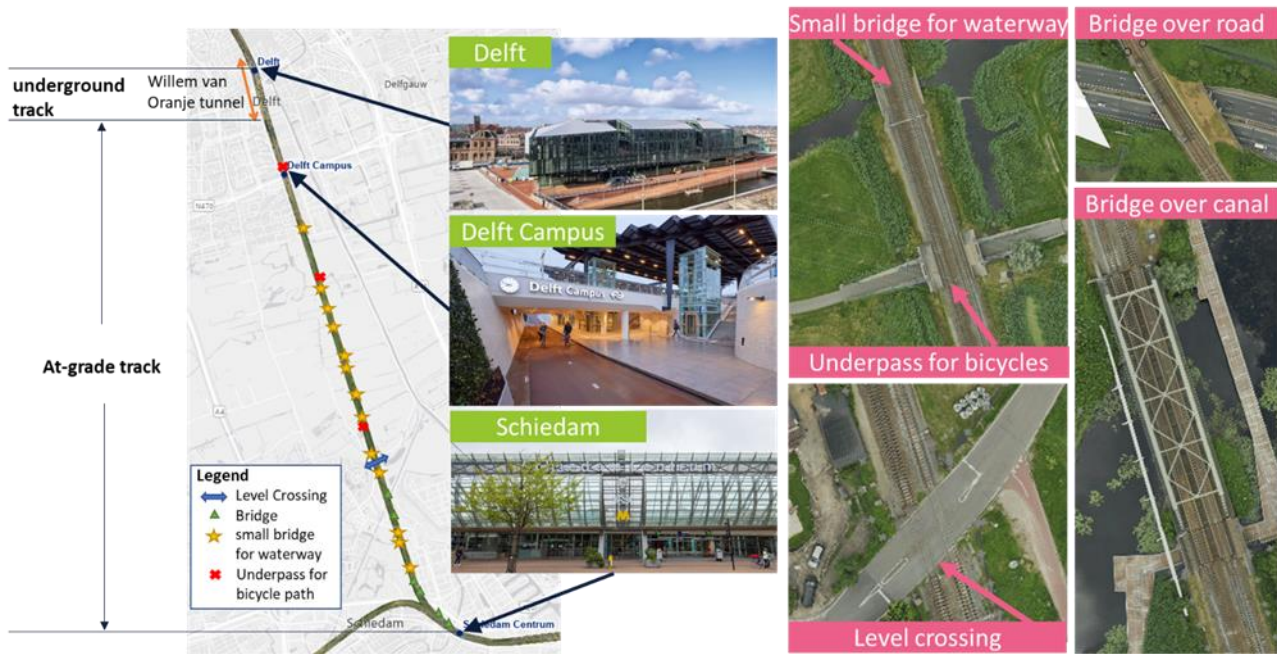 underground
track
Willem van
Oranje tunnel
At-grade track
Delft
Delfgauw
Delft
Delft Campus
N470
A4
Legend
Level Crossing
Bridge
small bridge
for waterway
Underpass for
bicycle path
Schiedam
Schiedam Centrum
Delft
Delft Campus
Delft Campus
Schiedam
M
Small bridge for waterway
Underpass for bicycles
Level crossing
Bridge over road
Bridge over canal